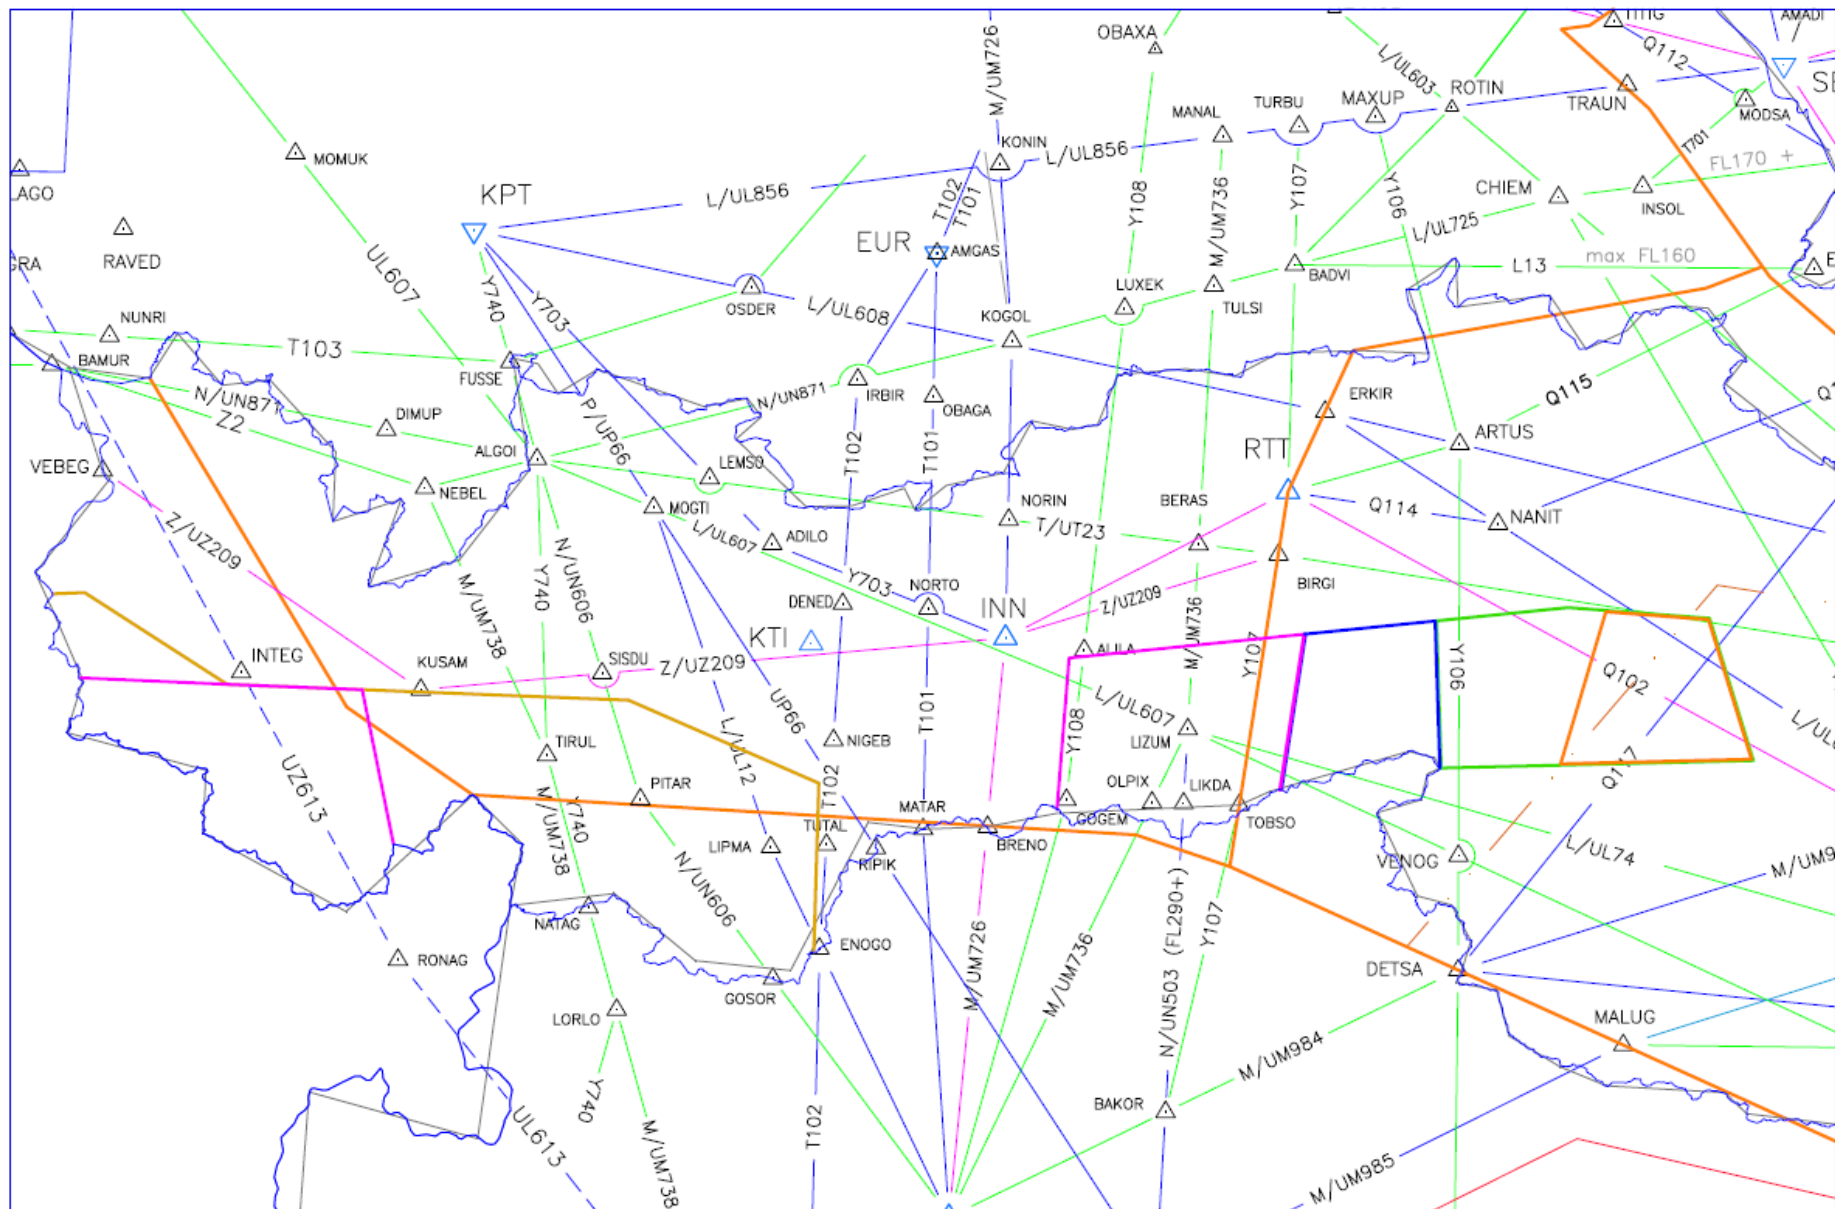 TITIG
AMADI
OBAXA
M/UM726
L/UL603
Q112
SE
ROTIN
TRAUN
MODSA
TURBU
MAXUP
MANAL
KONIN
L/UL856
T701
FL170 +
MOMUK
LAGO
KPT
L/UL856
T102
T101
Y108
M/UM736
Y107
Y106
CHIEM
INSOL
L/UL725
RAVED
GRA
UL607
Y740
Y703
EUR
AMGAS
OSDER
L/UL608
KOGOL
LUXEK
TULSI
BADVI
L13
max FL160
E
NUNRI
T103
BAMUR
FUSSE
N/UN871
Z2
DIMUP
P/UP66
N/UN871
IRBIR
OBAGA
ERKIR
Q115
Q1
ARTUS
RTT
VEBEG
ALGOI
NEBEL
LEMSO
MOGTI
T102
T101
NORIN
T/UT23
BERAS
Q114
NANIT
Z/UZ209
L/UL607
ADILO
Y703
NORTO
DENED
INN
KTI
Z/UZ209
BIRGI
M/UM738
Y740
N/UN606
M/UM736
Y107
Y106
Q102
INTEG
KUSAM
SISDU
Z/UZ209
ALILA
T101
UP66
L/UL12
L/UL607
Y108
LIZUM
NIGEB
TIRUL
PITAR
UZ613
T102
OLPIX
LIKDA
TOBSO
GOGEM
MATAR
BRENO
TUTAL
LIPMA
RIPIK
Q117
L/UL74
VENOG
M/UM9
Y740
M/UM738
N/UN606
NATAG
ENOGO
GOSOR
RONAG
LORLO
M/UM726
M/UM736
N/UN503 (FL290+)
Y107
DETSA
MALUG
M/UM984
BAKOR
Y740
M/UM738
UL613
T102
M/UM985